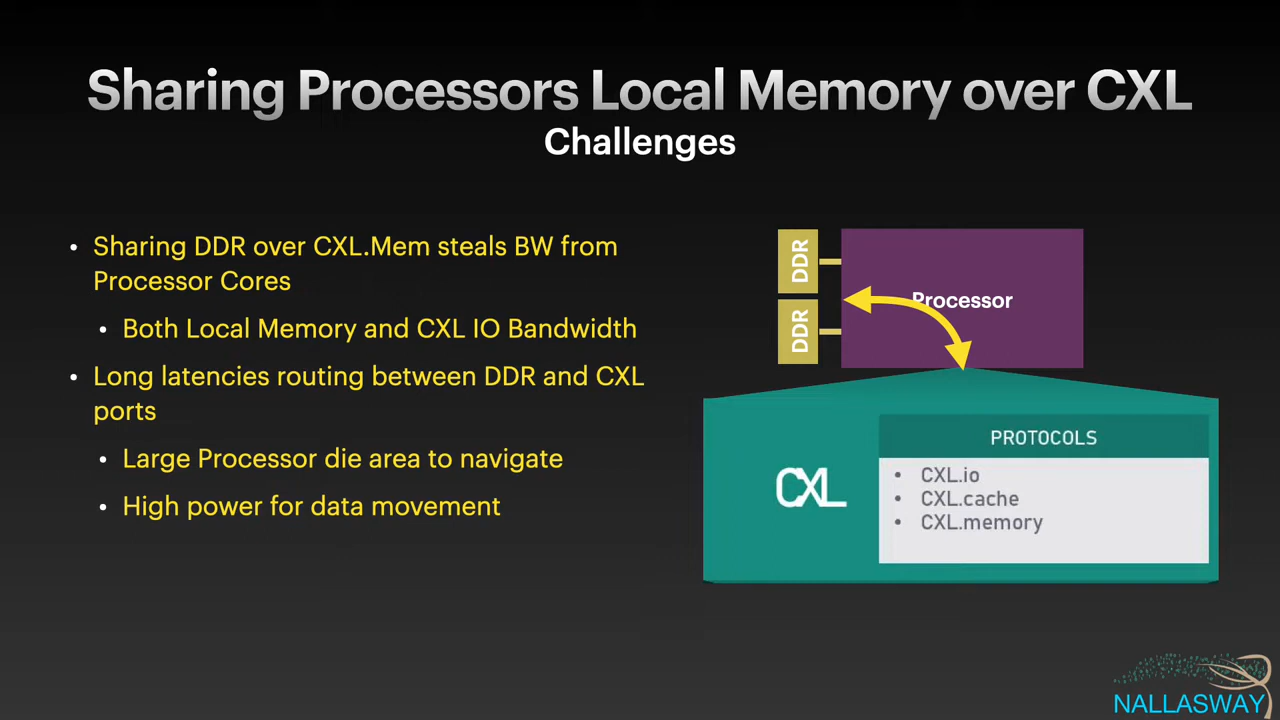 Sharing Processors Local Memory over CXL
Challenges
• Sharing DDR over CXL.Mem steals BW from
Processor Cores
• Both Local Memory and CXL IO Bandwidth
• Long latencies routing between DDR and CXL
ports
• Large Processor die area to navigate
• High power for data movement
DDR
DDR
Processor
CXL
PROTOCOLS
• CXL.io
• CXL.cache
• CXL.memory
NALLASWAY